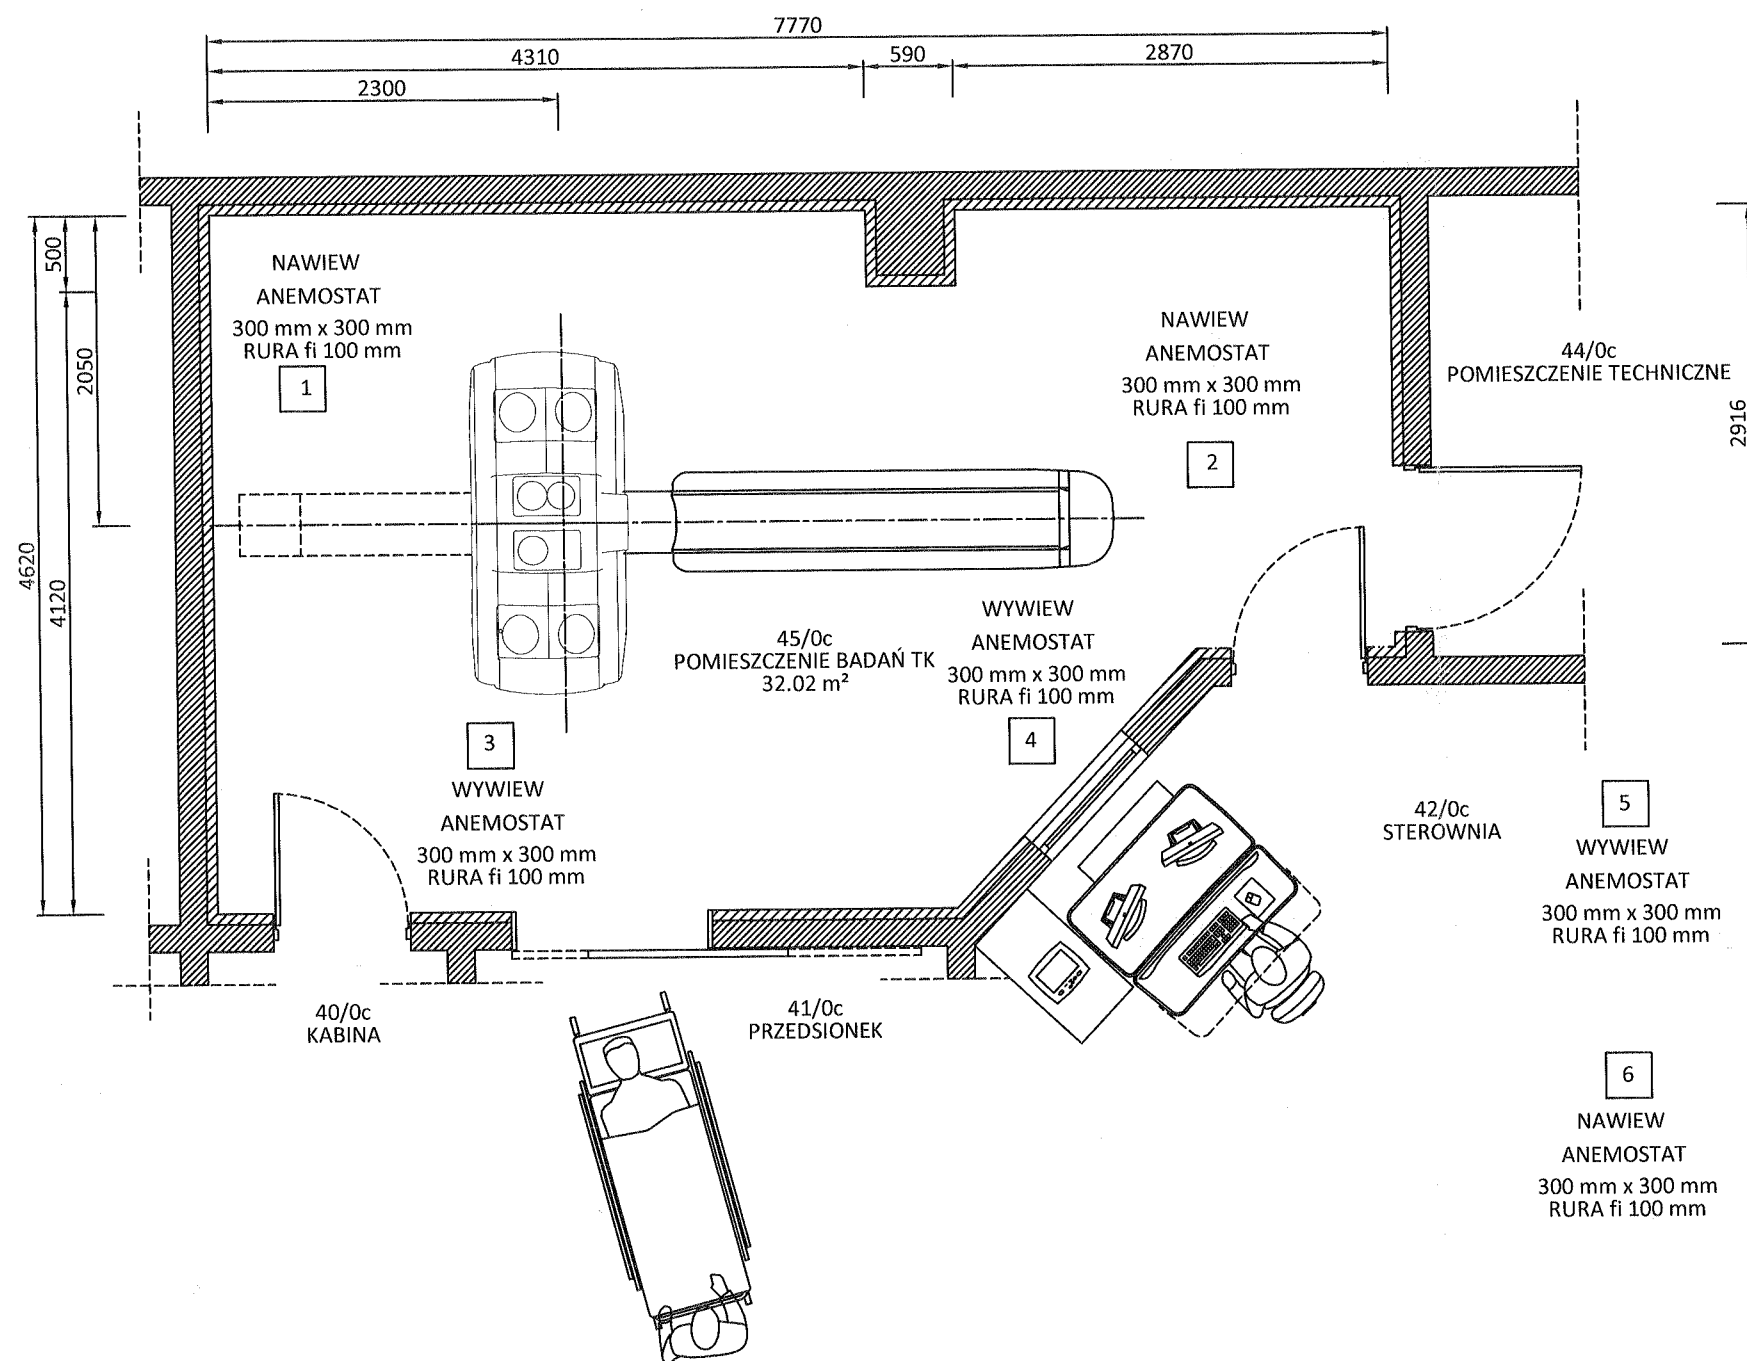 7770
4310
590
2870
2300
500
2050
4620
4120
2916
NAWIEW
ANEMOSTAT
300 mm x 300 mm
RURA fi 100 mm
1
NAWIEW
ANEMOSTAT
300 mm x 300 mm
RURA fi 100 mm
2
44/0c
POMIESZCZENIE TECHNICZNE
45/0c
POMIESZCZENIE BADAŃ TK
32.02 m²
WYWIEW
ANEMOSTAT
300 mm x 300 mm
RURA fi 100 mm
4
3
WYWIEW
ANEMOSTAT
300 mm x 300 mm
RURA fi 100 mm
42/0c
STEROWNIA
5
WYWIEW
ANEMOSTAT
300 mm x 300 mm
RURA fi 100 mm
40/0c
KABINA
41/0c
PRZEDSIONEK
6
NAWIEW
ANEMOSTAT
300 mm x 300 mm
RURA fi 100 mm